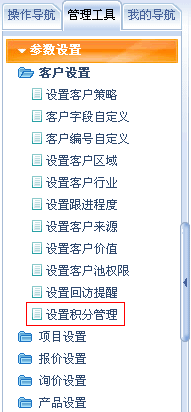 操作导航 管理工具 我的导航
参数设置
客户设置
设置客户策略
客户字段自定义
客户编号自定义
设置客户区域
设置客户行业
设置跟进程度
设置客户来源
设置客户价值
设置客户池权限
设置回访提醒
设置积分管理
项目设置
报价设置
询价设置
产品设置